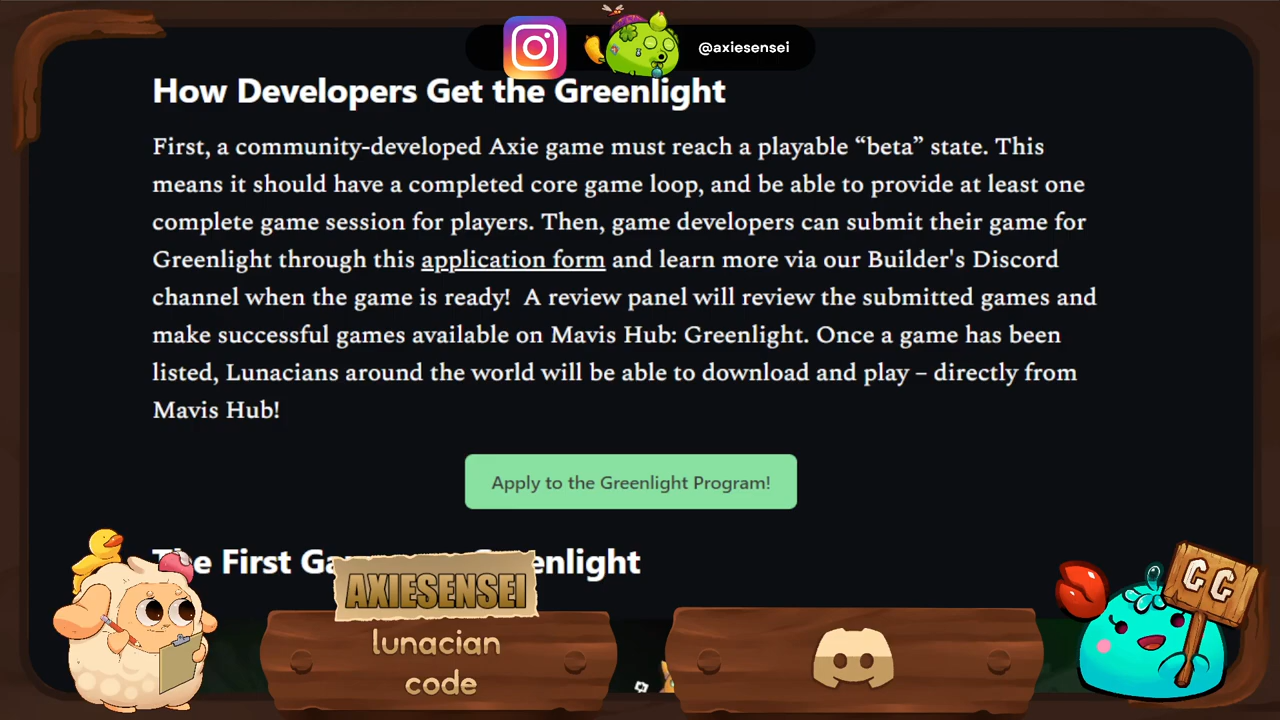 @axiesensei
How Developers Get the Greenlight
First, a community-developed Axie game must reach a playable “beta” state. This
means it should have a completed core game loop, and be able to provide at least one
complete game session for players. Then, game developers can submit their game for
Greenlight through this application form and learn more via our Builder's Discord
channel when the game is ready!  A review panel will review the submitted games and
make successful games available on Mavis Hub: Greenlight. Once a game has been
listed, Lunacians around the world will be able to download and play – directly from
Mavis Hub!
Apply to the Greenlight Program!
First
AXIESENSEI
lunacian
code
GG